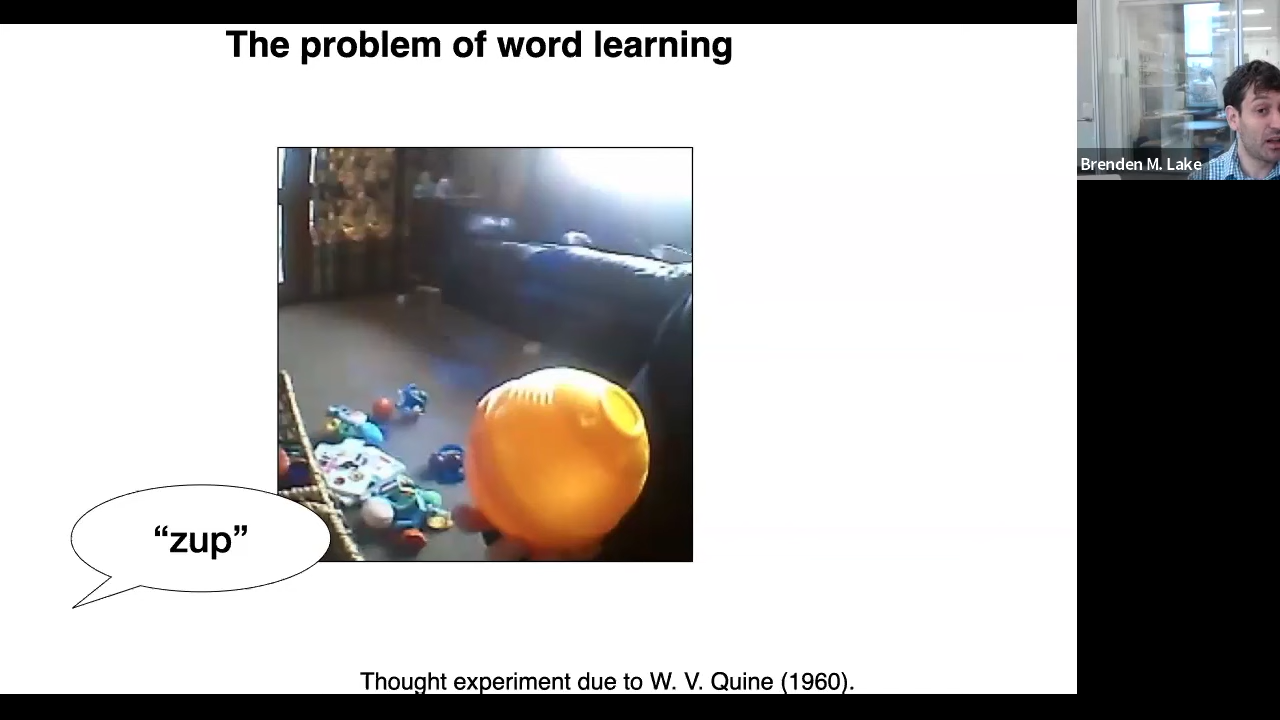 The problem of word learning
Brenden M. Lake
“zup”
Thought experiment due to W. V. Quine (1960).